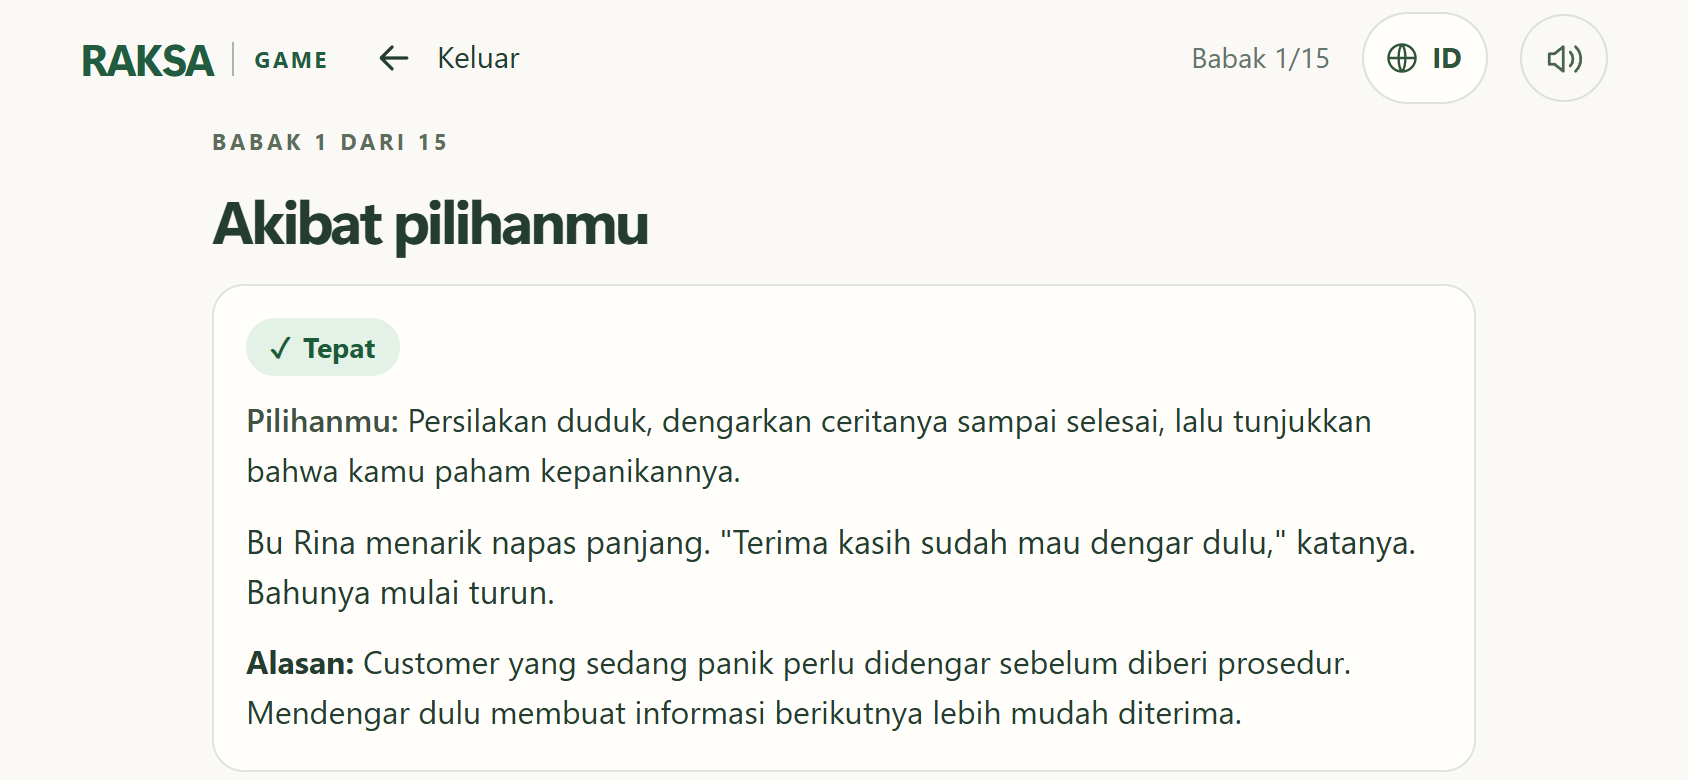 RAKSA GAME ← Keluar Babak 1/15 ID
BABAK 1 DARI 15
Akibat pilihanmu
✓ Tepat
Pilihanmu: Persilakan duduk, dengarkan ceritanya sampai selesai, lalu tunjukkan
bahwa kamu paham kepanikannya.
Bu Rina menarik napas panjang. "Terima kasih sudah mau dengar dulu," katanya.
Bahunya mulai turun.
Alasan: Customer yang sedang panik perlu didengar sebelum diberi prosedur.
Mendengar dulu membuat informasi berikutnya lebih mudah diterima.